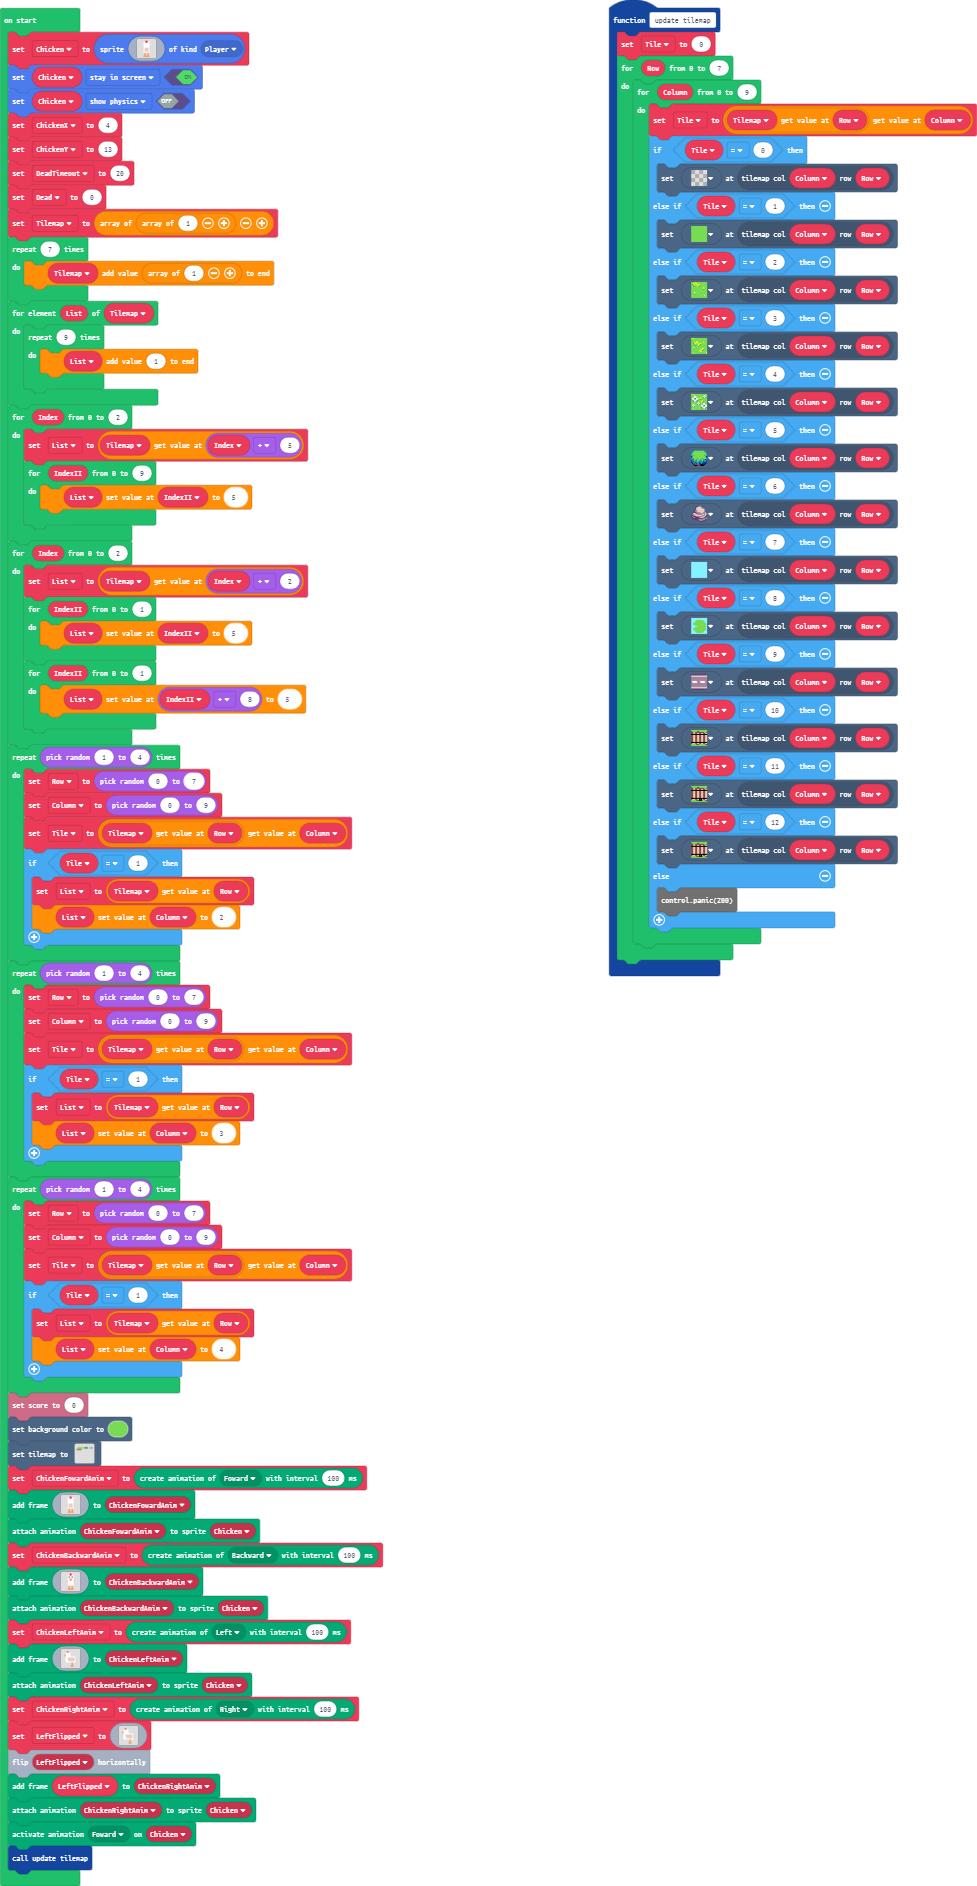 on start
set Chicken to sprite of kind Player
set Chicken stay in screen ON
set Chicken show physics OFF
set ChickenX to 4
set ChickenY to 13
set DeadTimeout to 20
set Dead to 0
set Tilemap to array of array of 1
repeat 7 times
do Tilemap add value array of 1 to end
for element List of Tilemap
do repeat 9 times
do List add value 1 to end
for Index from 0 to 2
do set List to Tilemap get value at Index + 5
for IndexII from 0 to 9
do List set value at IndexII to 5
for Index from 0 to 2
do set List to Tilemap get value at Index + 2
for IndexII from 0 to 1
do List set value at IndexII to 5
for IndexII from 0 to 1
do List set value at IndexII + 8 to 5
repeat pick random 1 to 4 times
do set Row to pick random 0 to 7
set Column to pick random 0 to 9
set Tile to Tilemap get value at Row get value at Column
if Tile = 1 then
set List to Tilemap get value at Row
List set value at Column to 2
repeat pick random 1 to 4 times
do set Row to pick random 0 to 7
set Column to pick random 0 to 9
set Tile to Tilemap get value at Row get value at Column
if Tile = 1 then
set List to Tilemap get value at Row
List set value at Column to 3
repeat pick random 1 to 4 times
do set Row to pick random 0 to 7
set Column to pick random 0 to 9
set Tile to Tilemap get value at Row get value at Column
if Tile = 1 then
set List to Tilemap get value at Row
List set value at Column to 4
set score to 0
set background color to
set tilemap to
set ChickenFowardAnim to create animation of Foward with interval 100 ms
add frame to ChickenFowardAnim
attach animation ChickenFowardAnim to sprite Chicken
set ChickenBackwardAnim to create animation of Backward with interval 100 ms
add frame to ChickenBackwardAnim
attach animation ChickenBackwardAnim to sprite Chicken
set ChickenLeftAnim to create animation of Left with interval 100 ms
add frame to ChickenLeftAnim
attach animation ChickenLeftAnim to sprite Chicken
set ChickenRightAnim to create animation of Right with interval 100 ms
set LeftFlipped to
flip LeftFlipped horizontally
add frame LeftFlipped to ChickenRightAnim
attach animation ChickenRightAnim to sprite Chicken
activate animation Foward on Chicken
call update tilemap
function update tilemap
set Tile to 0
for Row from 0 to 7
do for Column from 0 to 9
do set Tile to Tilemap get value at Row get value at Column
if Tile = 0 then
set at tilemap col Column row Row
else if Tile = 1 then
set at tilemap col Column row Row
else if Tile = 2 then
set at tilemap col Column row Row
else if Tile = 3 then
set at tilemap col Column row Row
else if Tile = 4 then
set at tilemap col Column row Row
else if Tile = 5 then
set at tilemap col Column row Row
else if Tile = 6 then
set at tilemap col Column row Row
else if Tile = 7 then
set at tilemap col Column row Row
else if Tile = 8 then
set at tilemap col Column row Row
else if Tile = 9 then
set at tilemap col Column row Row
else if Tile = 10 then
set at tilemap col Column row Row
else if Tile = 11 then
set at tilemap col Column row Row
else if Tile = 12 then
set at tilemap col Column row Row
else
control.panic(200)